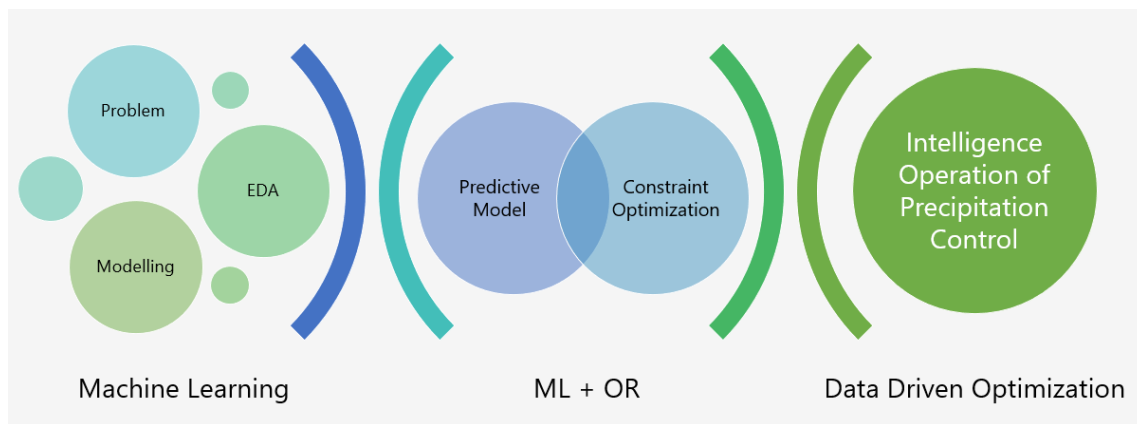 Problem
EDA
Modelling
Machine Learning
Predictive
Model
Constraint
Optimization
ML + OR
Intelligence
Operation of
Precipitation
Control
Data Driven Optimization